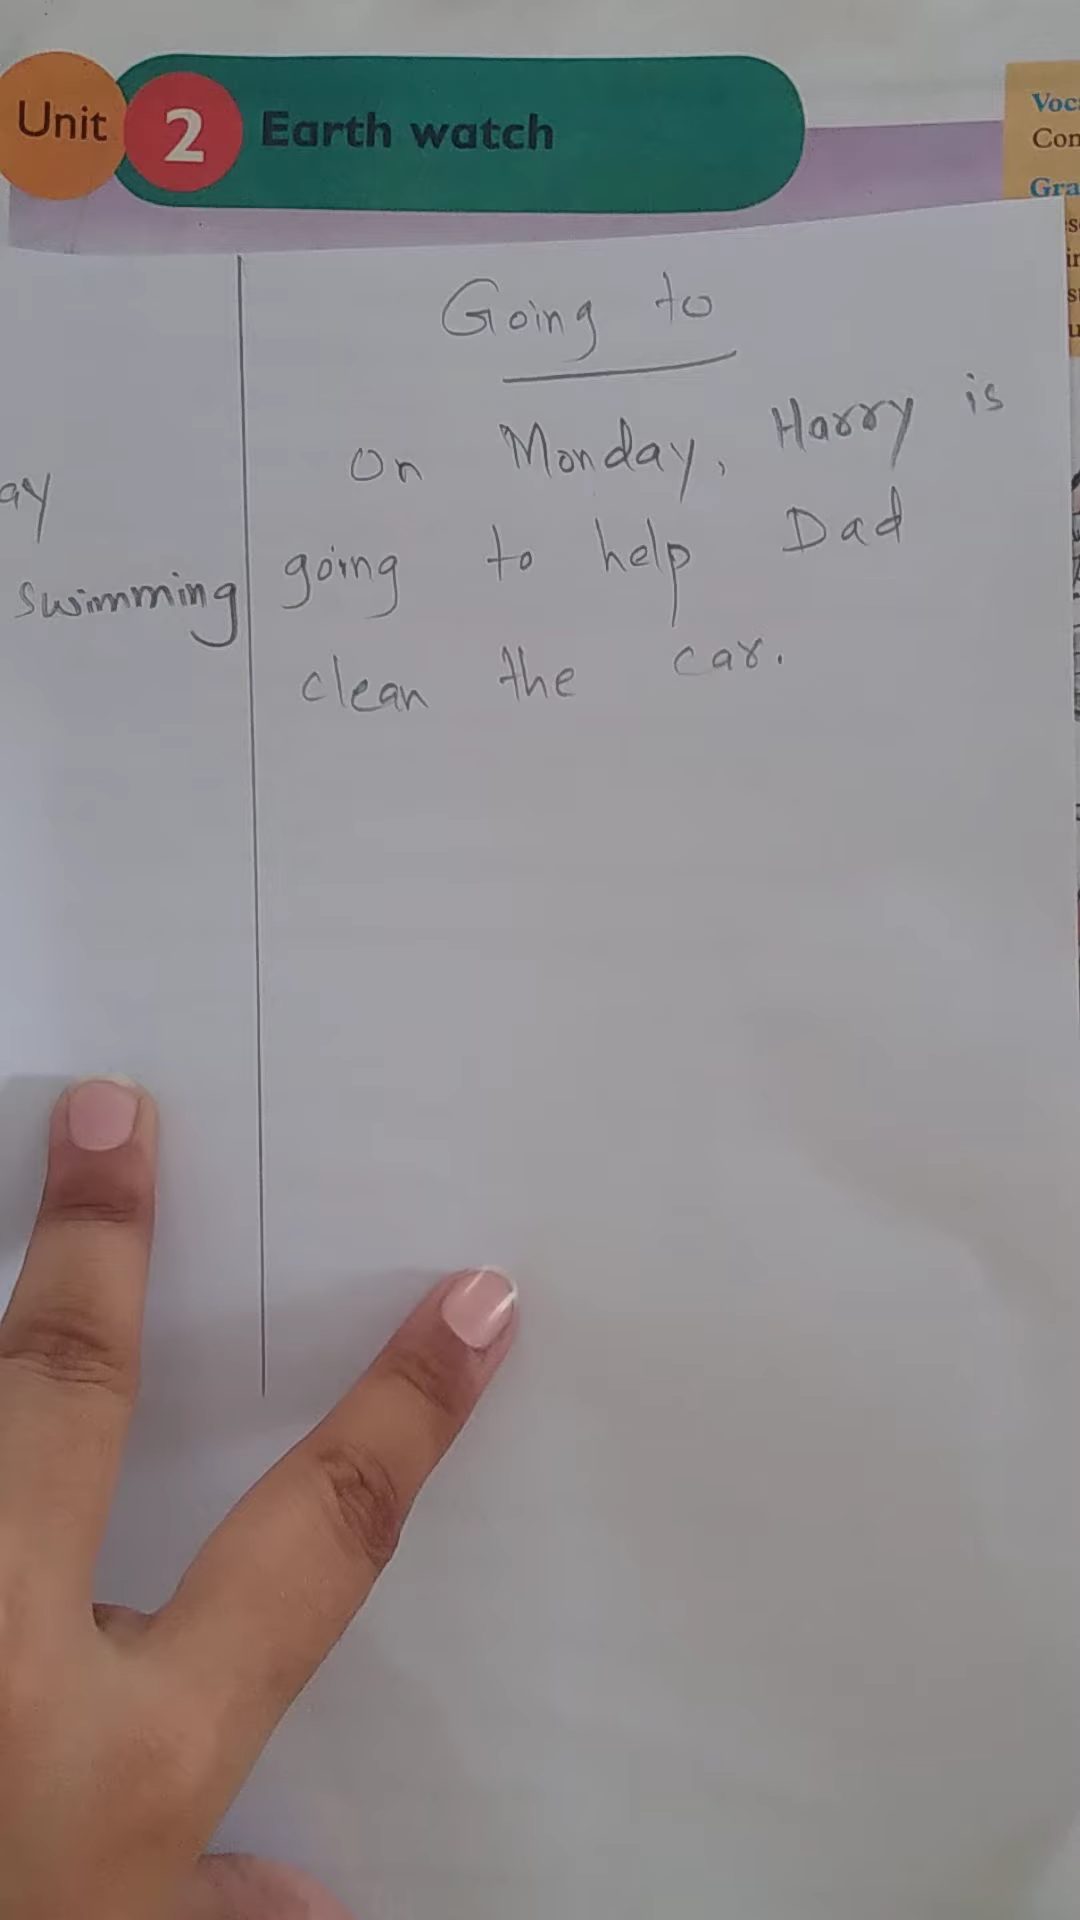 Unit 2 Earth watch
Going to
On Monday, Harry is
going to help Dad
clean the car.
swimming